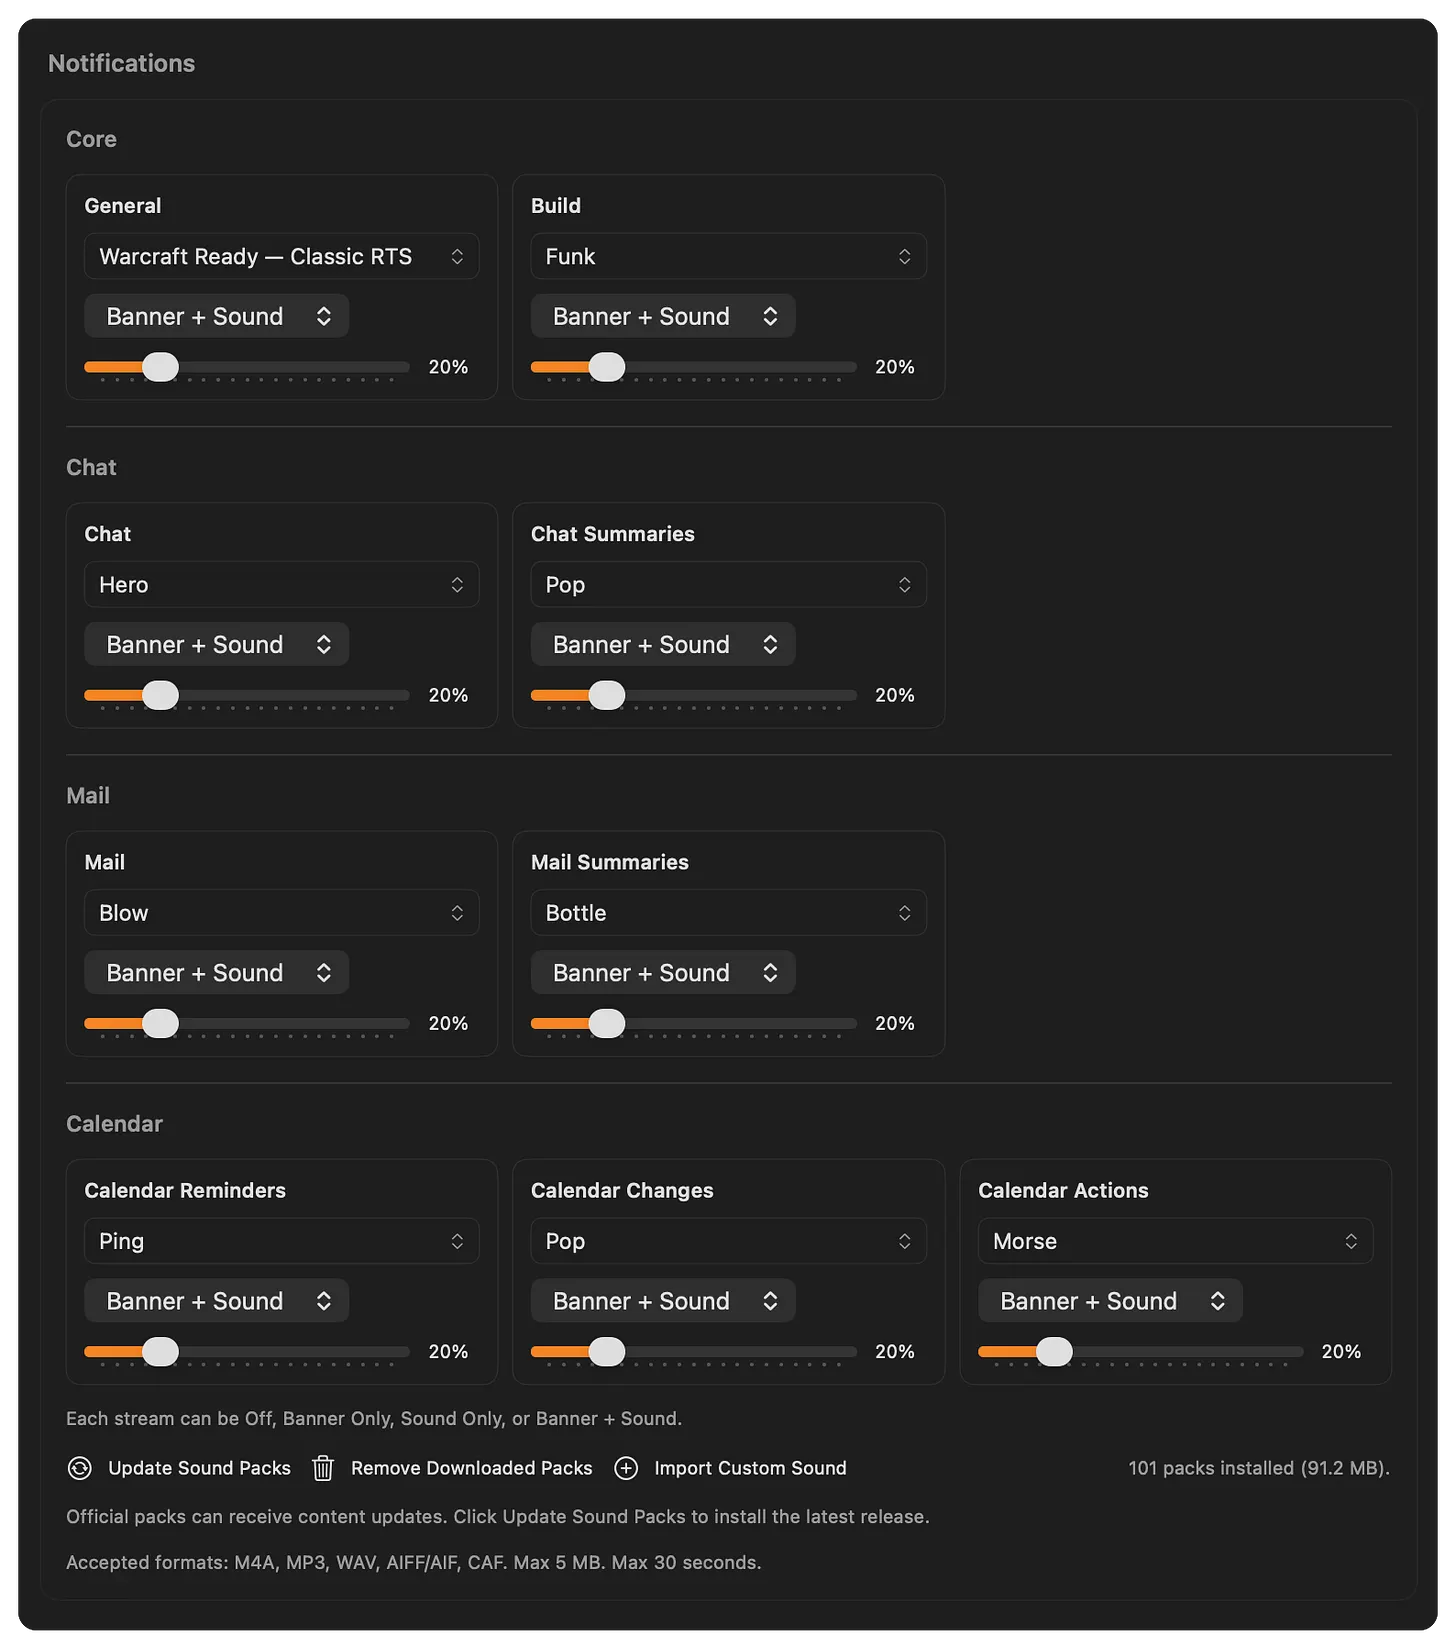 Notifications
Core
General
Build
Warcraft Ready — Classic RTS
Funk
Banner + Sound
Banner + Sound
20%
20%
Chat
Chat
Chat Summaries
Hero
Pop
Banner + Sound
Banner + Sound
20%
20%
Mail
Mail
Mail Summaries
Blow
Bottle
Banner + Sound
Banner + Sound
20%
20%
Calendar
Calendar Reminders
Calendar Changes
Calendar Actions
Ping
Pop
Morse
Banner + Sound
Banner + Sound
Banner + Sound
20%
20%
20%
Each stream can be Off, Banner Only, Sound Only, or Banner + Sound.
Update Sound Packs
Remove Downloaded Packs
Import Custom Sound
101 packs installed (91.2 MB).
Official packs can receive content updates. Click Update Sound Packs to install the latest release.
Accepted formats: M4A, MP3, WAV, AIFF/AIF, CAF. Max 5 MB. Max 30 seconds.